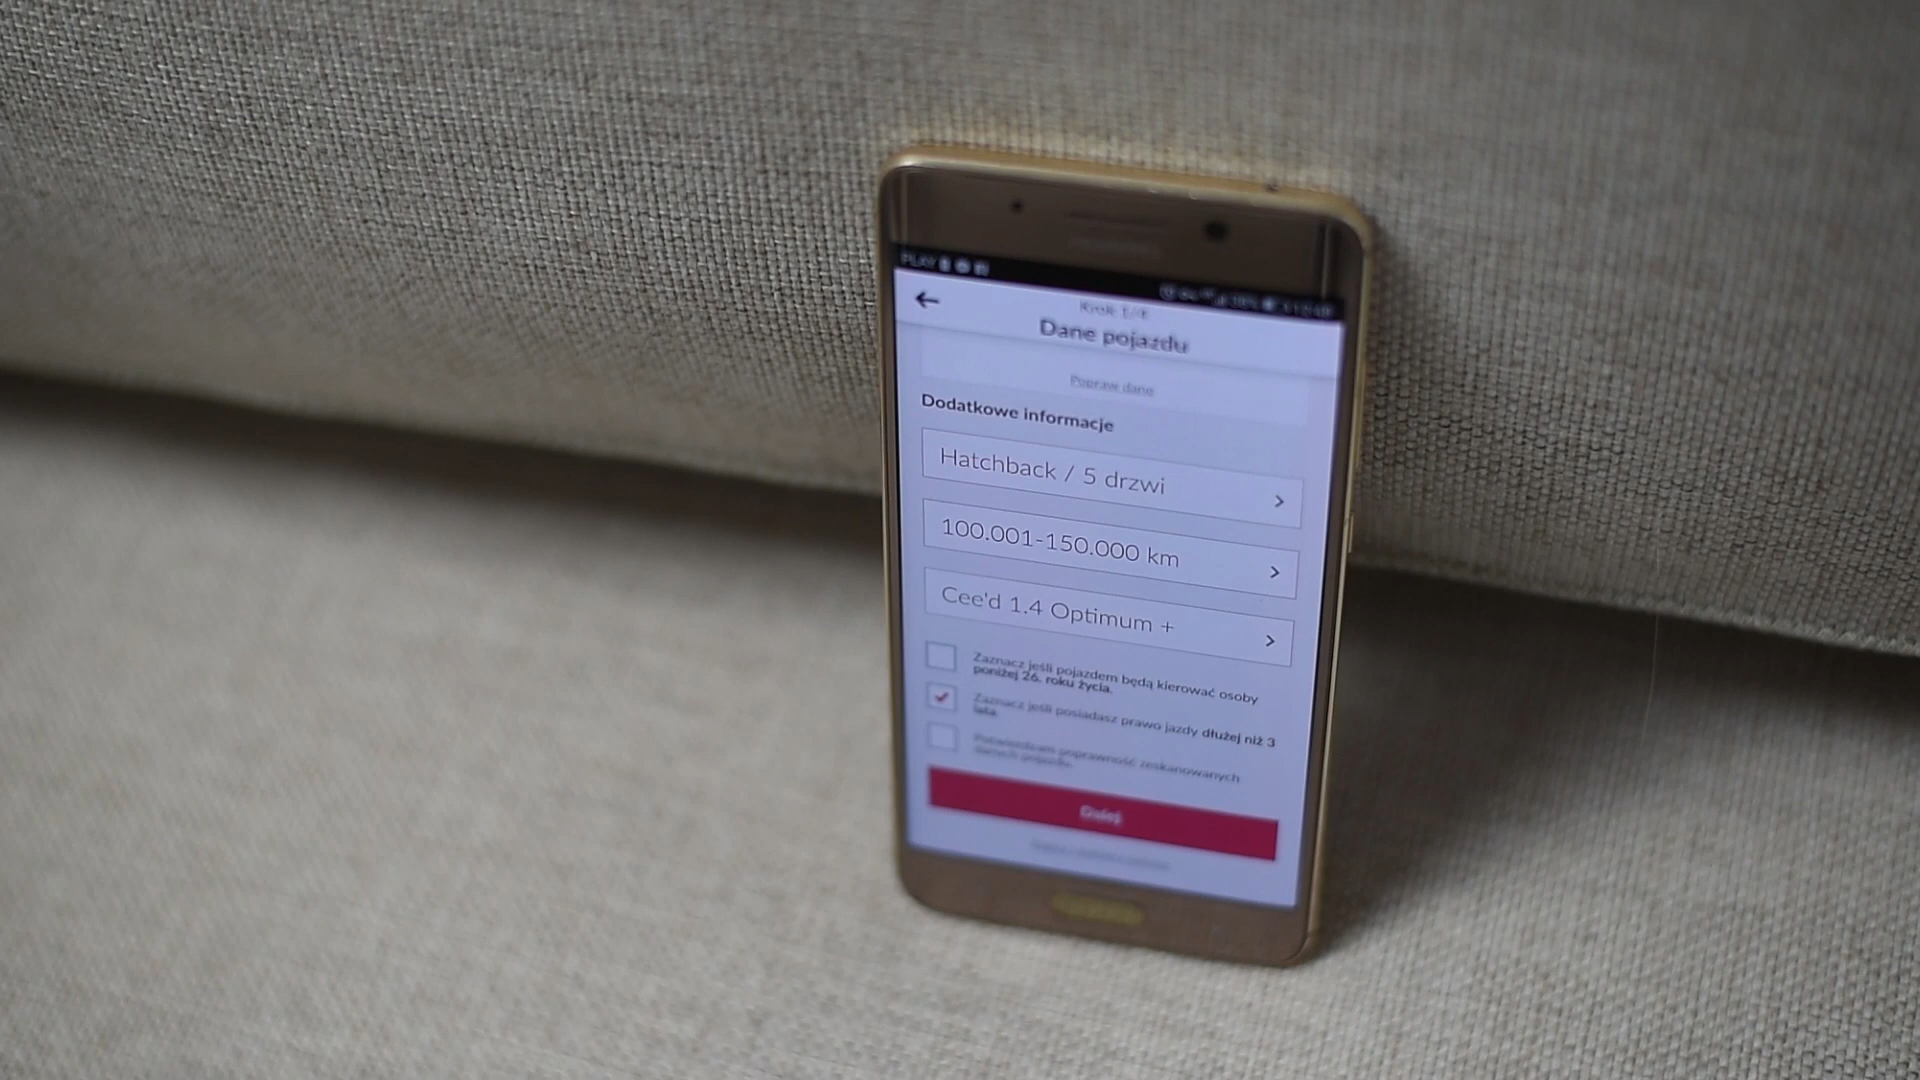 PLAY
Krok 1/4
Dane pojazdu
Popraw dane
Dodatkowe informacje
Hatchback / 5 drzwi
100.001-150.000 km
Cee'd 1.4 Optimum +
Zaznacz jeśli pojazdem będą kierować osoby
poniżej 26. roku życia.
Zaznacz jeśli posiadasz prawo jazdy dłużej niż 3
lata.
Potwierdzam poprawność zeskanowanych
danych pojazdu.
Dalej